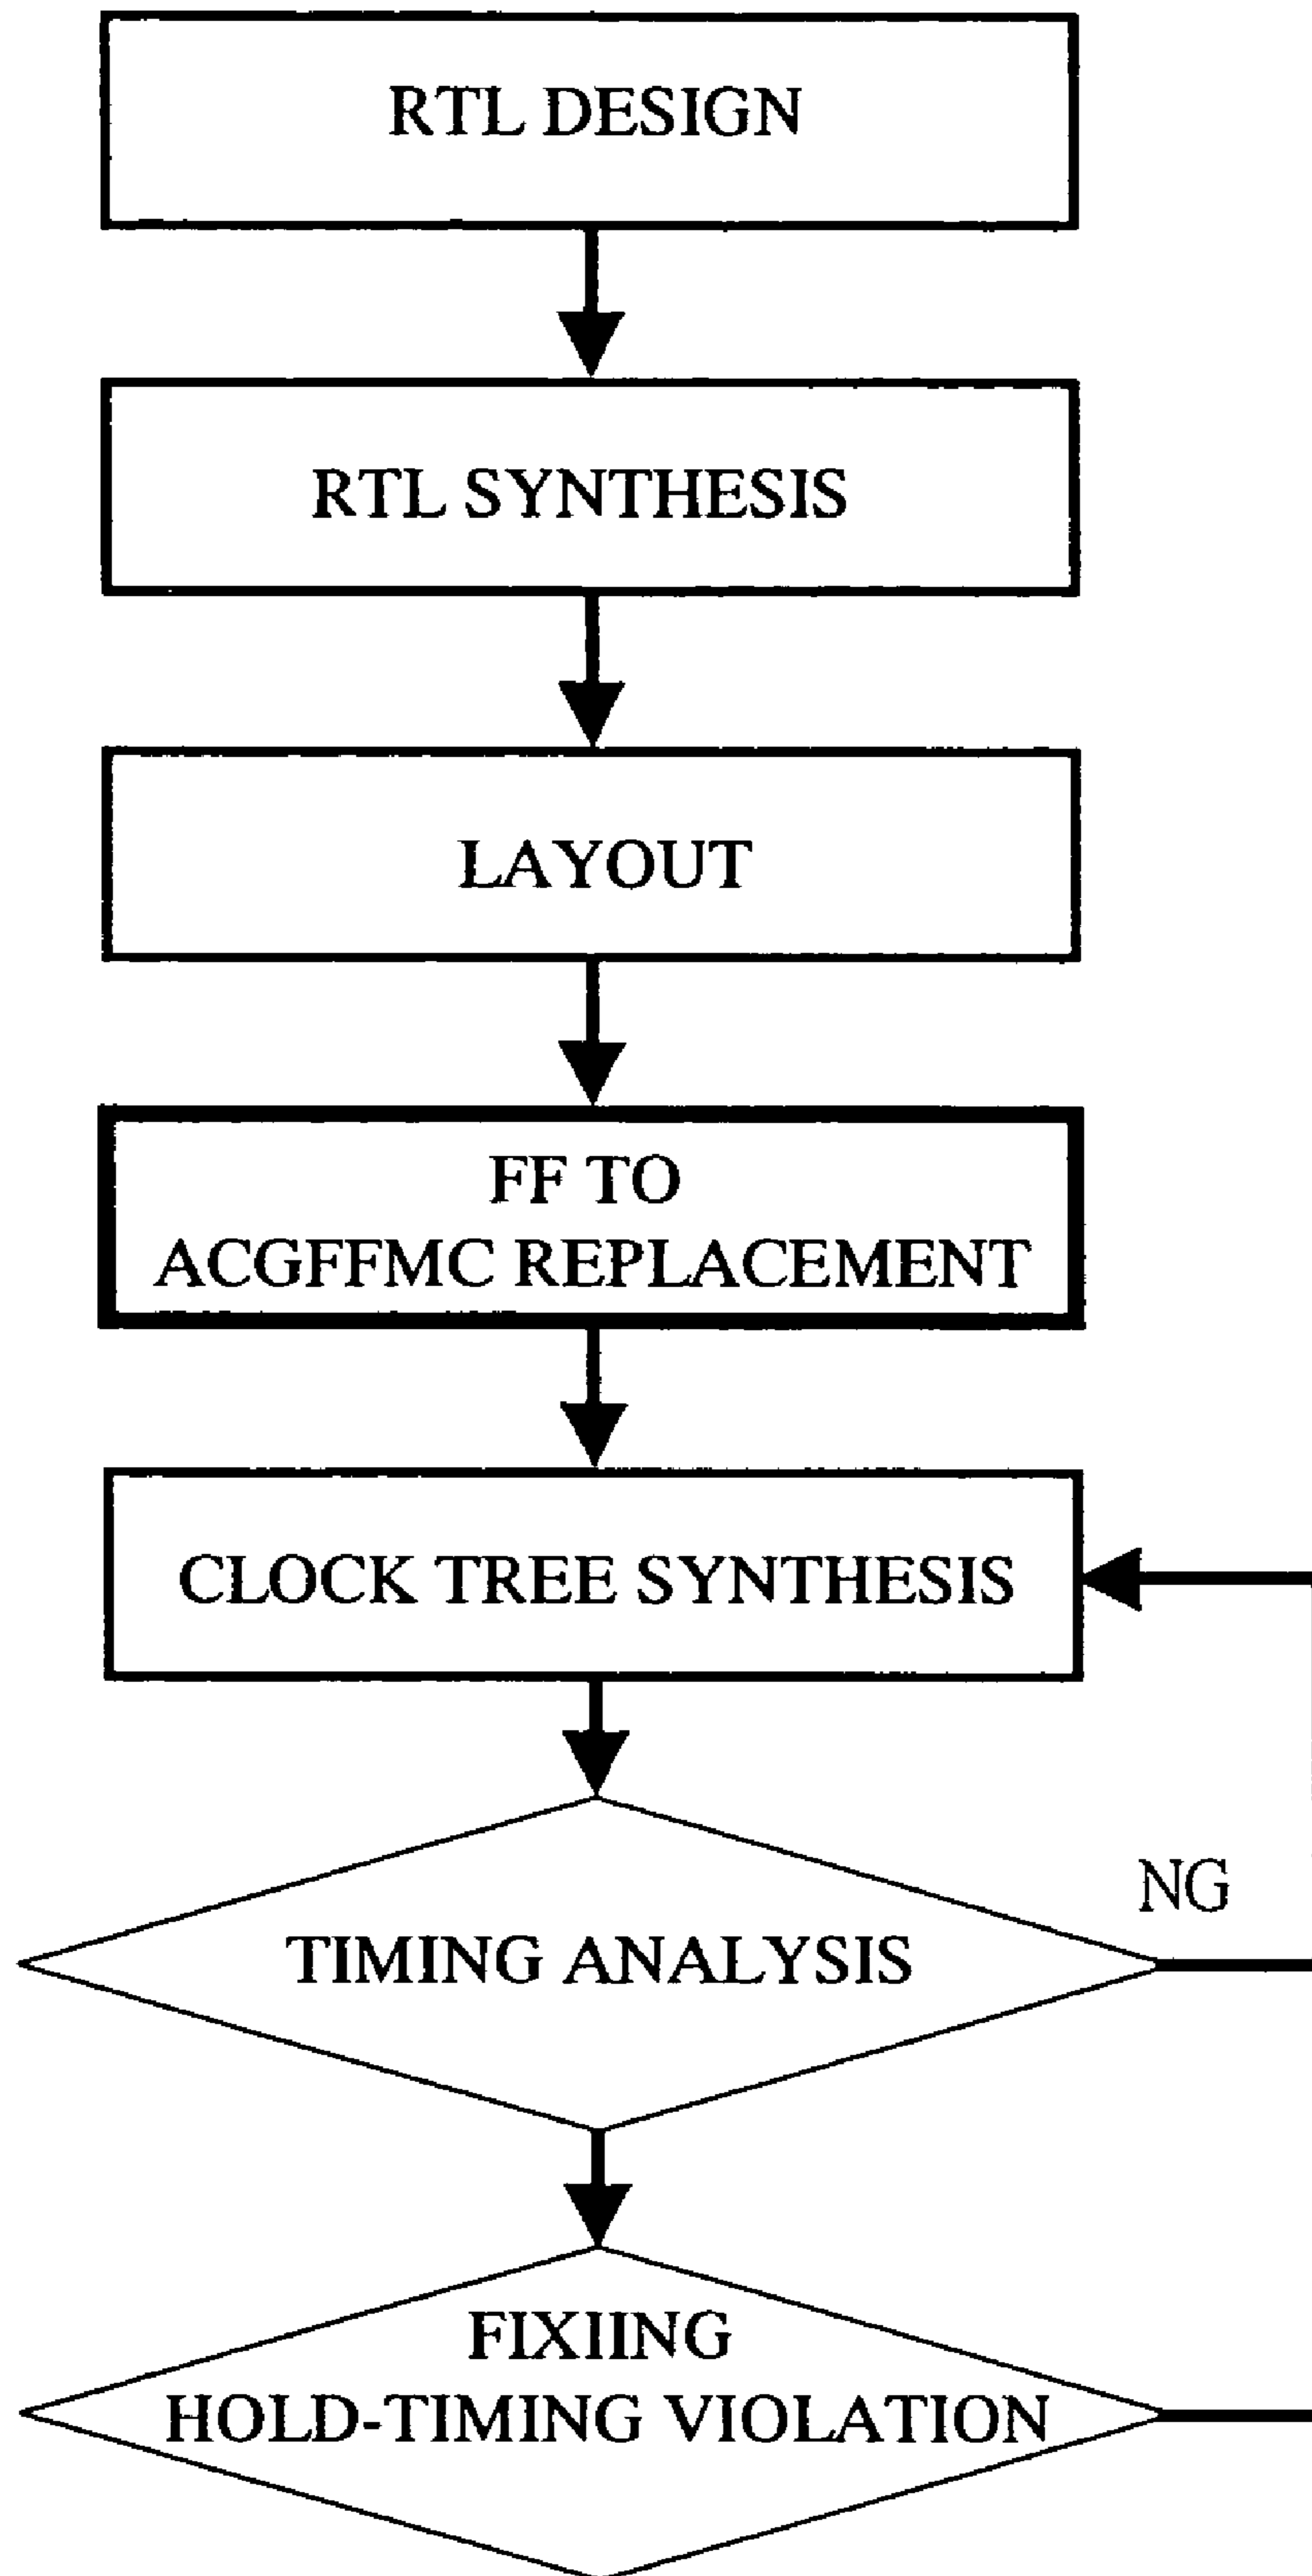 RTL DESIGN
RTL SYNTHESIS
LAYOUT
FF TO
ACGFFMC REPLACEMENT
CLOCK TREE SYNTHESIS
NG
TIMING ANALYSIS
FIXIING
HOLD-TIMING VIOLATION